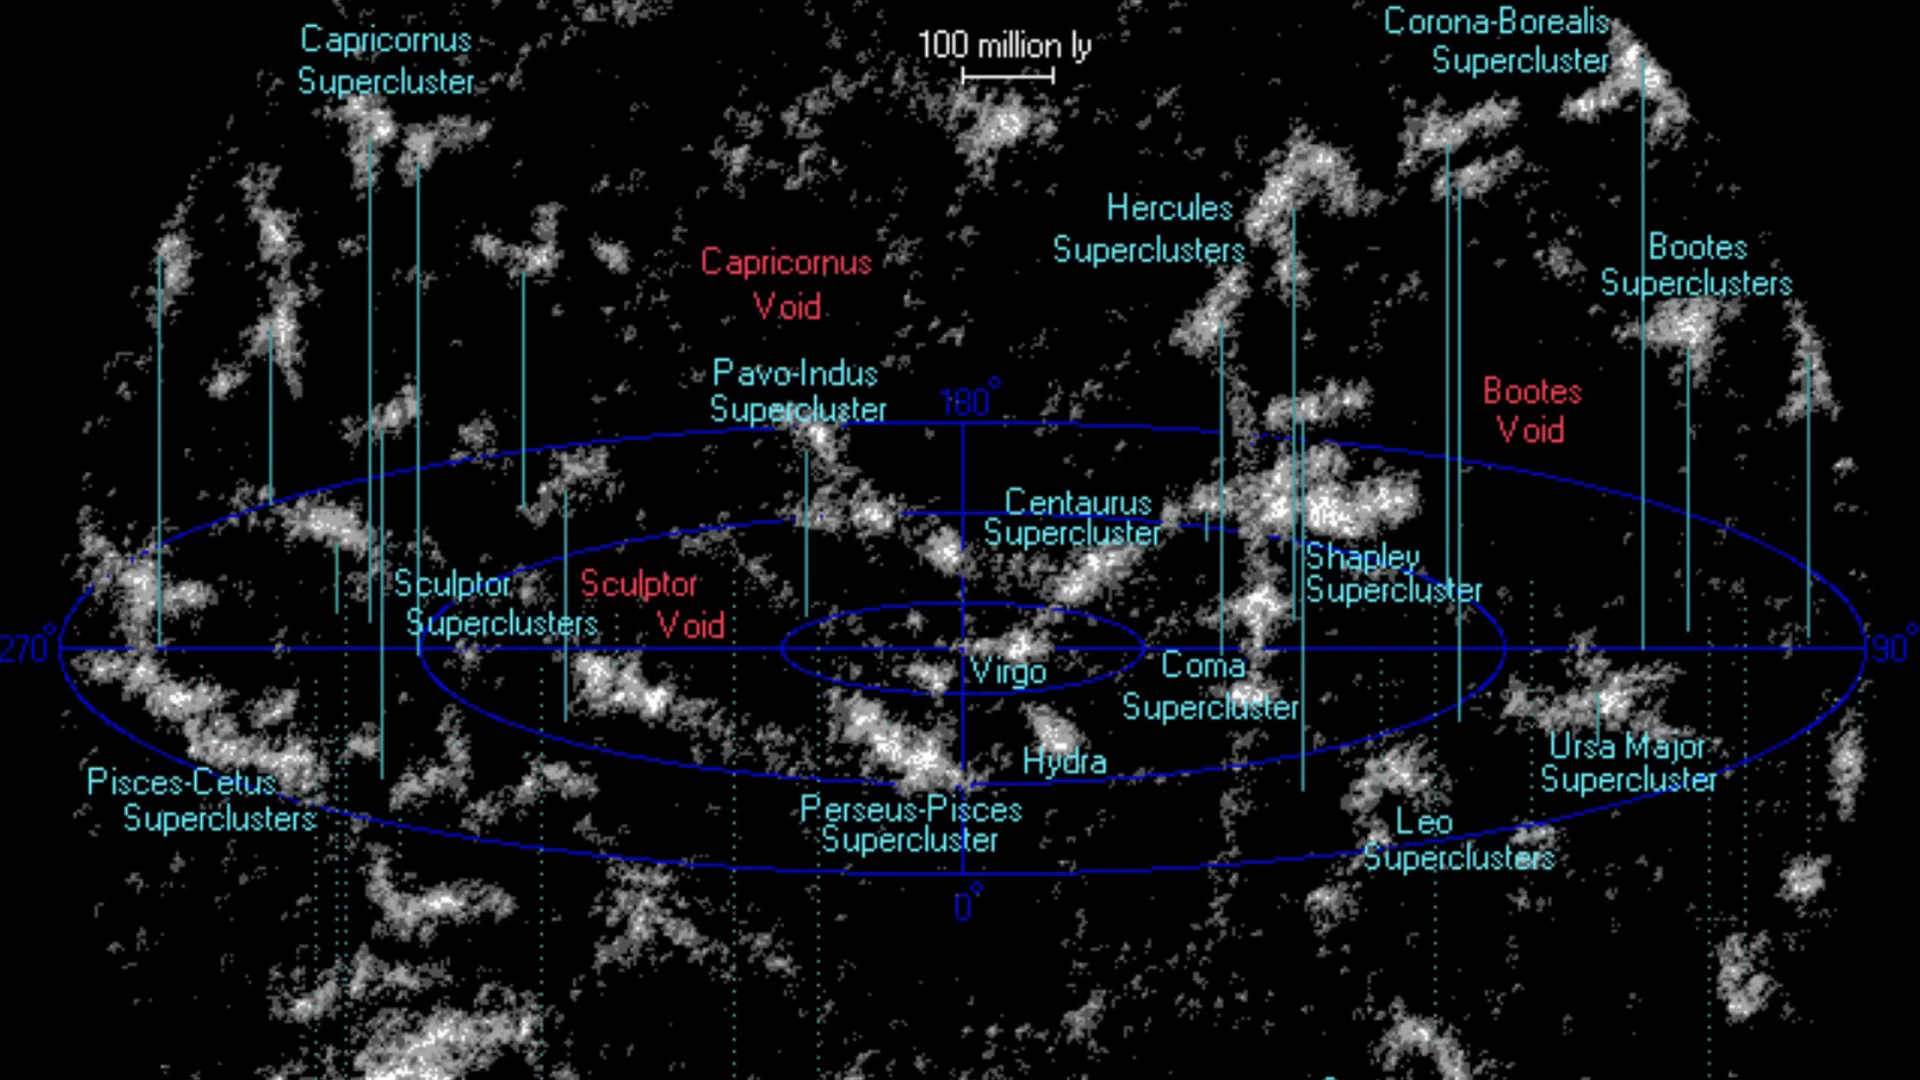 Capricornus
Supercluster
100 million ly
Corona-Borealis
Supercluster
Hercules
Superclusters
Bootes
Superclusters
Capricornus
Void
Pavo-Indus
Supercluster
180°
Bootes
Void
Centaurus
Supercluster
Shapley
Supercluster
Sculptor
Superclusters
Sculptor
Void
270°
90°
Virgo
Coma
Supercluster
Hydra
Ursa Major
Supercluster
Pisces-Cetus
Superclusters
Perseus-Pisces
Supercluster
Leo
Superclusters
0°